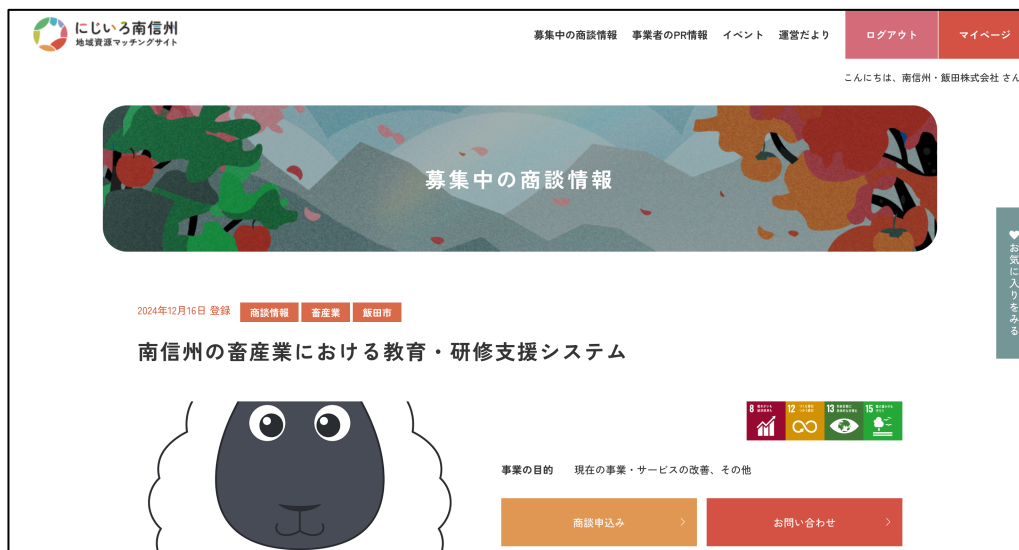 にじいろ南信州
地域資源マッチングサイト
募集中の商談情報 事業者のPR情報 イベント 運営だより ログアウト マイページ
こんにちは、南信州・飯田株式会社 さん
募集中の商談情報
お気に入りをみる
2024年12月16日 登録 商談情報 畜産業 飯田市
南信州の畜産業における教育・研修支援システム
8 12 13 15
事業の目的 現在の事業・サービスの改善、その他
商談申込み お問い合わせ